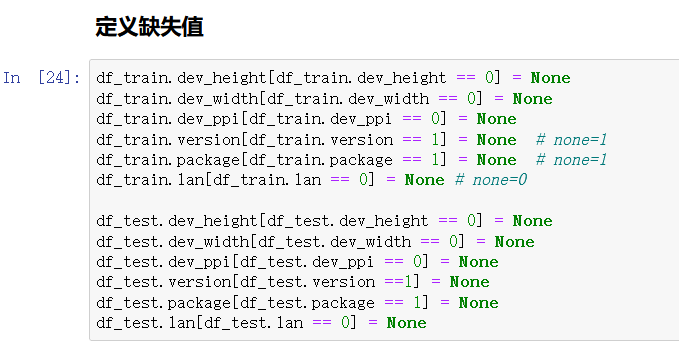 定义缺失值
In [24]:
df_train.dev_height[df_train.dev_height == 0] = None
df_train.dev_width[df_train.dev_width == 0] = None
df_train.dev_ppi[df_train.dev_ppi == 0] = None
df_train.version[df_train.version == 1] = None  # none=1
df_train.package[df_train.package == 1] = None  # none=1
df_train.lan[df_train.lan == 0] = None # none=0
df_test.dev_height[df_test.dev_height == 0] = None
df_test.dev_width[df_test.dev_width == 0] = None
df_test.dev_ppi[df_test.dev_ppi == 0] = None
df_test.version[df_test.version ==1] = None
df_test.package[df_test.package == 1] = None
df_test.lan[df_test.lan == 0] = None